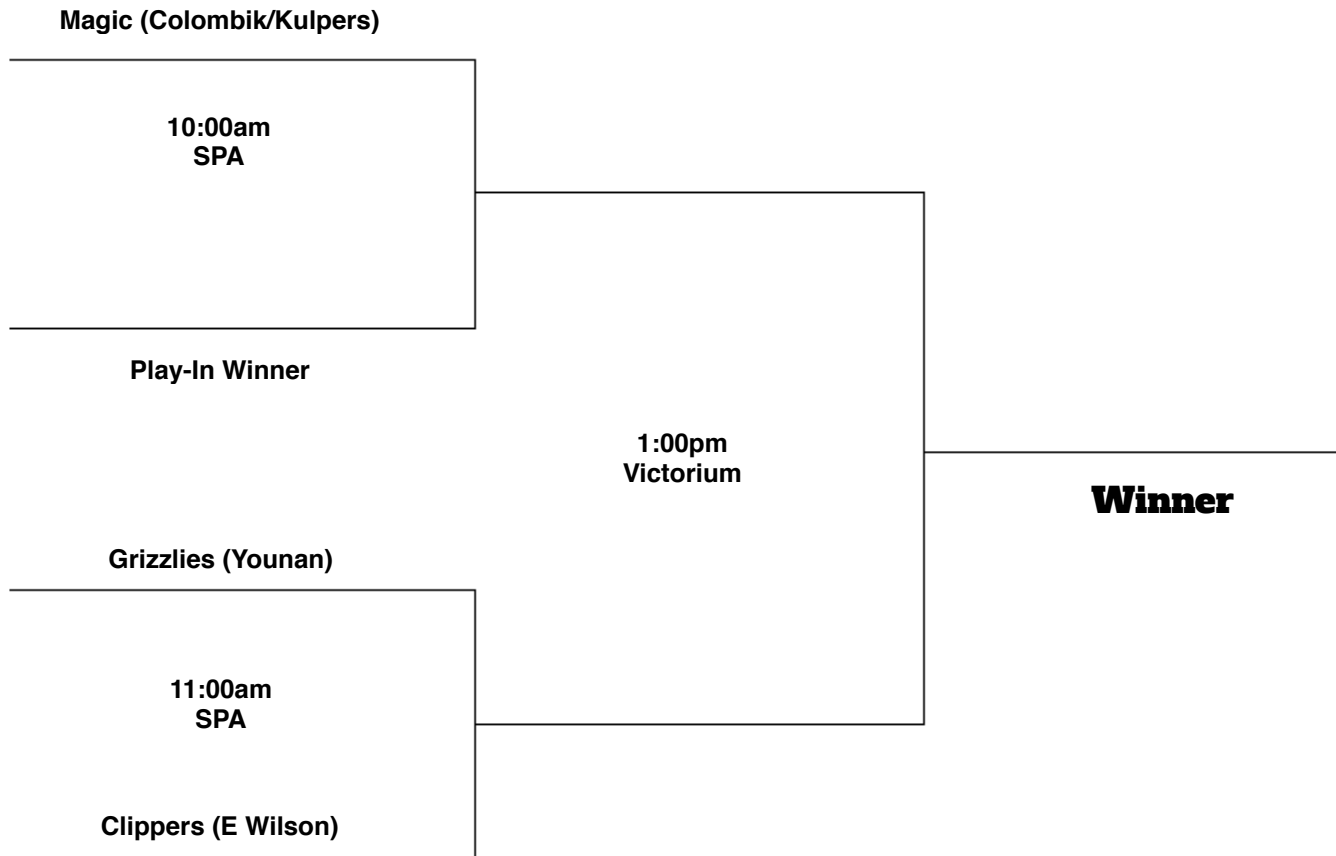 Magic (Colombik/Kulpers)
10:00am
SPA
Play-In Winner
1:00pm
Victorium
Winner
Grizzlies (Younan)
11:00am
SPA
Clippers (E Wilson)